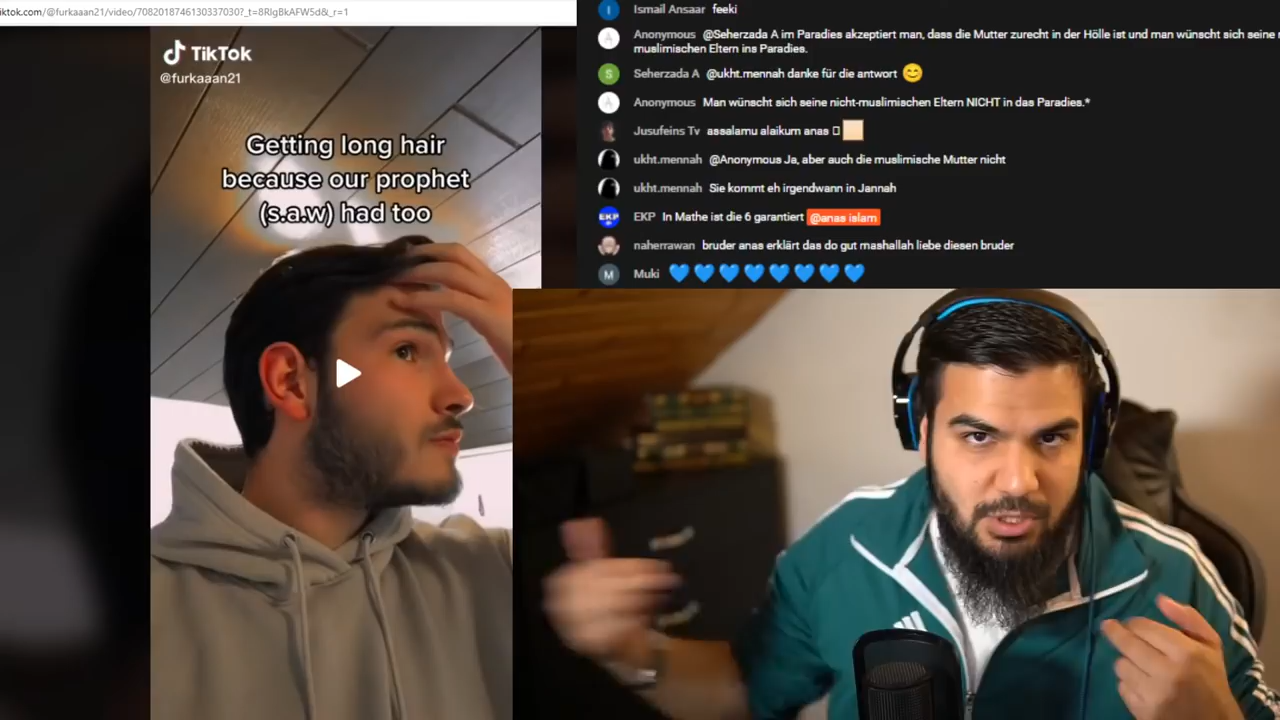 iktok.com/@furkaaan21/video/7082018746130337030?_t=8RlgBkAFW5d&_r=1
TikTok
@furkaaan21
Getting long hair
because our prophet
(s.a.w) had too
I
Ismail Ansaar feeki
A
Anonymous @Seherzada A im Paradies akzeptiert man, dass die Mutter zurecht in der Hölle ist und man wünscht sich seine
muslimischen Eltern ins Paradies.
S
Seherzada A @ukht.mennah danke für die antwort 😊
A
Anonymous Man wünscht sich seine nicht-muslimischen Eltern NICHT in das Paradies.*
Jusufeins Tv assalamu alaikum anas
ukht.mennah @Anonymous Ja, aber auch die muslimische Mutter nicht
ukht.mennah Sie kommt eh irgendwann in Jannah
EKP
EKP In Mathe ist die 6 garantiert @anas islam
naherrawan bruder anas erklärt das do gut mashallah liebe diesen bruder
M
Muki 💙💙💙💙💙💙💙💙